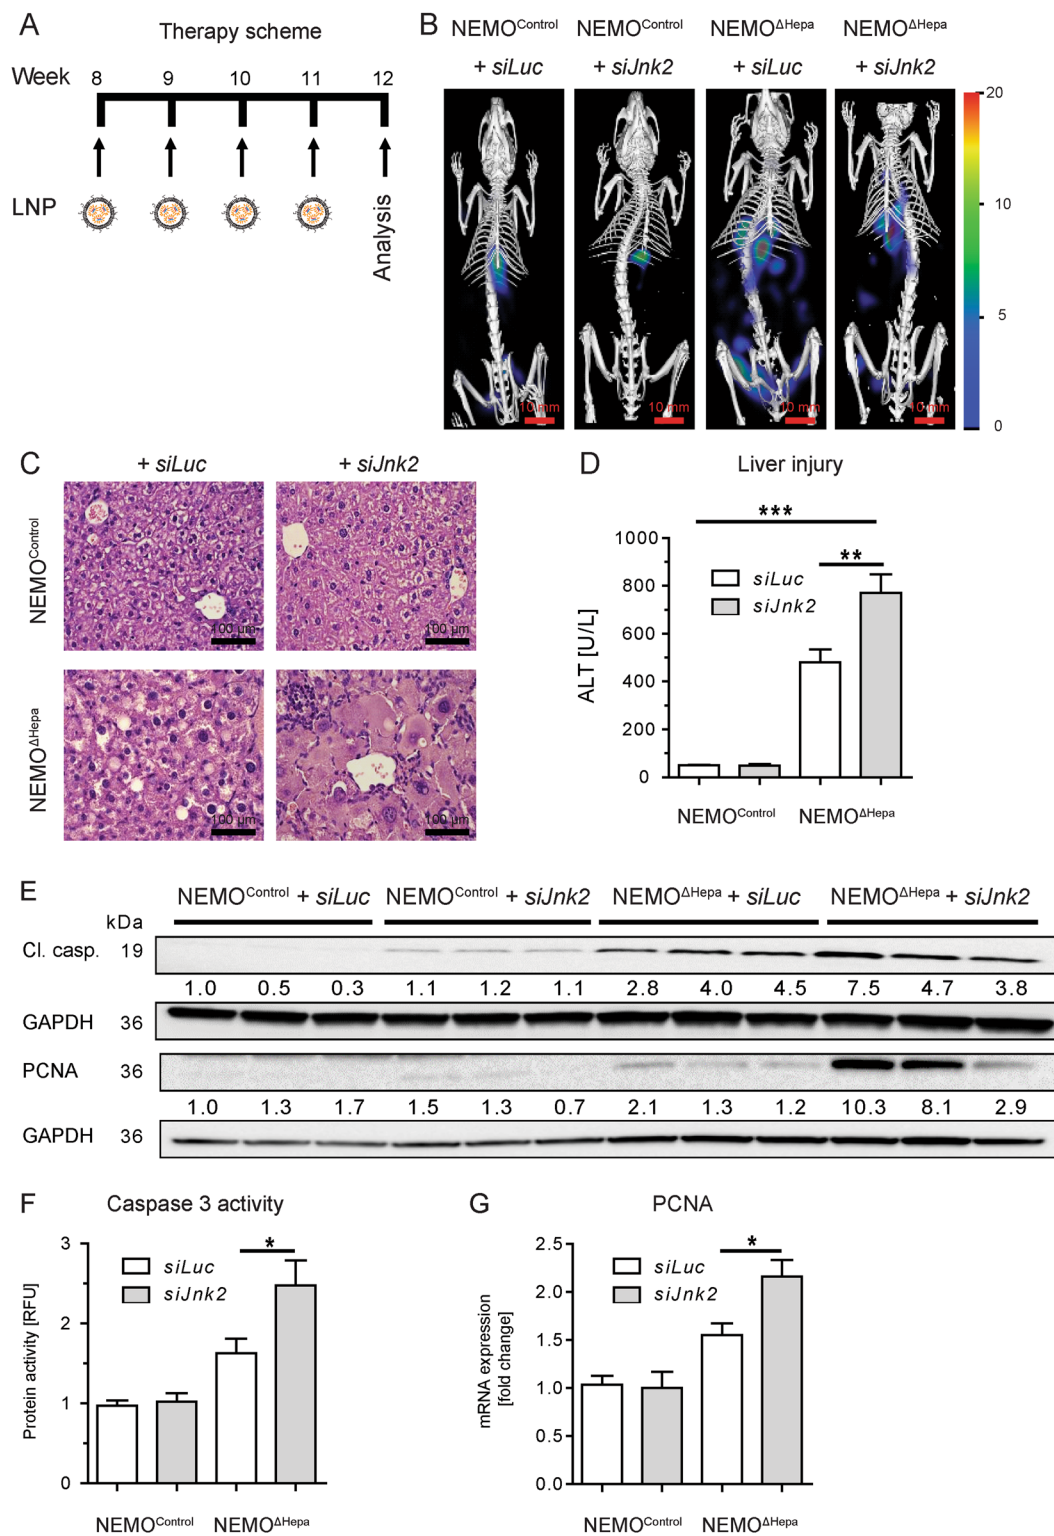 A
Therapy scheme
Week 8 9 10 11 12
LNP
Analysis
B
NEMOControl NEMOControl NEMOΔHepa NEMOΔHepa
+ siLuc + siJnk2 + siLuc + siJnk2
20
10
5
0
10 mm 10 mm 10 mm 10 mm
C
+ siLuc + siJnk2
NEMOControl
100 µm 100 µm
NEMOΔHepa
100 µm 100 µm
D
Liver injury
***
**
ALT [U/L]
1000
800
600
400
200
0
siLuc
siJnk2
NEMOControl NEMOΔHepa
E
NEMOControl + siLuc NEMOControl + siJnk2 NEMOΔHepa + siLuc NEMOΔHepa + siJnk2
kDa
Cl. casp. 19
1.0 0.5 0.3 1.1 1.2 1.1 2.8 4.0 4.5 7.5 4.7 3.8
GAPDH 36
PCNA 36
1.0 1.3 1.7 1.5 1.3 0.7 2.1 1.3 1.2 10.3 8.1 2.9
GAPDH 36
F
Caspase 3 activity
*
Protein activity [RFU]
3
2
1
0
siLuc
siJnk2
NEMOControl NEMOΔHepa
G
PCNA
*
mRNA expression
[fold change]
2.5
2.0
1.5
1.0
0.5
0.0
siLuc
siJnk2
NEMOControl NEMOΔHepa